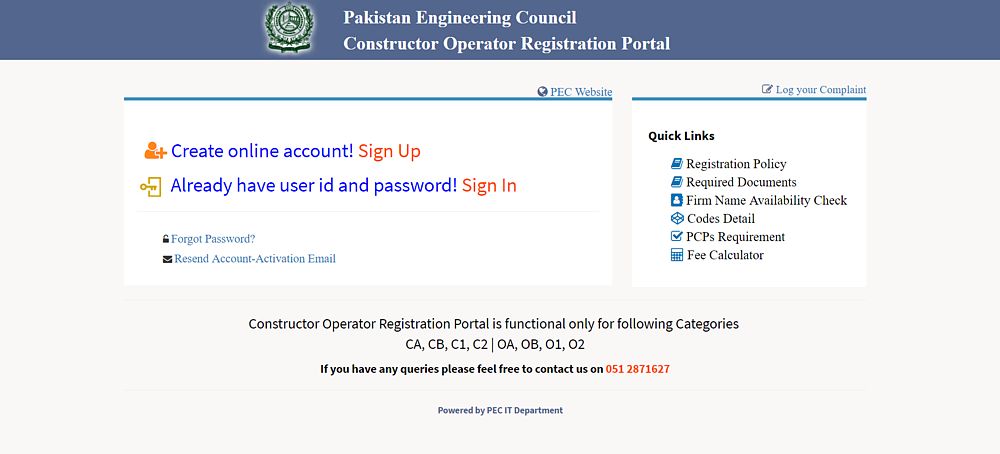 Pakistan Engineering Council
Constructor Operator Registration Portal
PEC Website
Log your Complaint
Create online account! Sign Up
Already have user id and password! Sign In
Forgot Password?
Resend Account-Activation Email
Quick Links
Registration Policy
Required Documents
Firm Name Availability Check
Codes Detail
PCPs Requirement
Fee Calculator
Constructor Operator Registration Portal is functional only for following Categories
CA, CB, C1, C2 | OA, OB, O1, O2
If you have any queries please feel free to contact us on 051 2871627
Powered by PEC IT Department